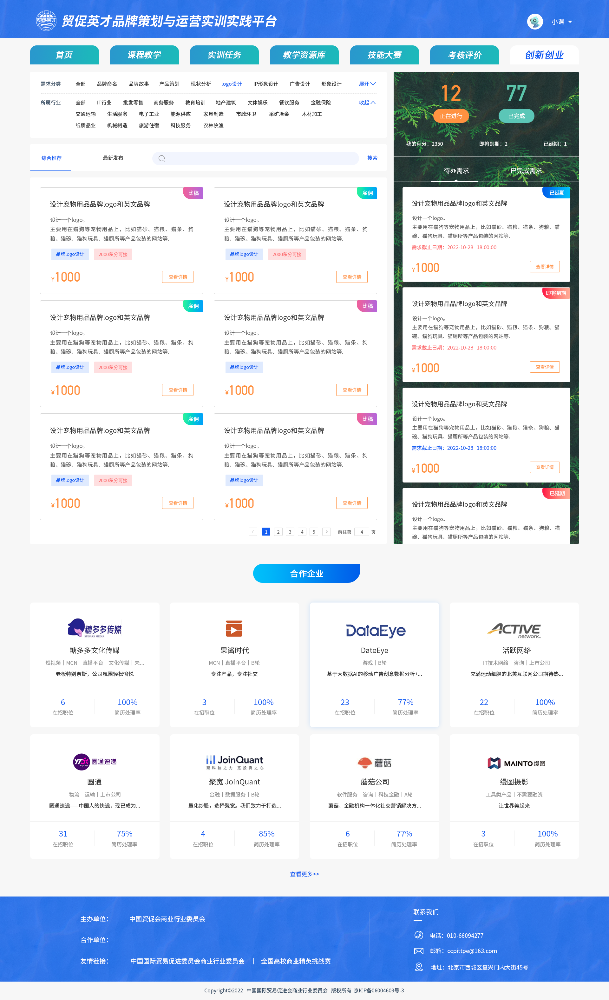 贸促英才 贸促英才品牌策划与运营实训实践平台 小课
首页 课程教学 实训任务 教学资源库 技能大赛 考核评价 创新创业
需求分类 全部 品牌命名 品牌故事 产品策划 现状分析 logo设计 IP形象设计 广告设计 形象设计 展开
所属行业 全部 IT行业 批发零售 商务服务 教育培训 地产建筑 文体娱乐 餐饮服务 金融保险 收起
交通运输 生活服务 电子工业 能源供应 家具制造 市政环卫 采矿冶金 木材加工
纸质品业 机械制造 旅游住宿 科技服务 农林牧渔
综合推荐 最新发布 搜索
比稿
设计宠物用品品牌logo和英文品牌
设计一个logo。
主要用在猫狗等宠物用品上，比如猫砂、猫粮、猫条、狗
粮、猫碗、猫狗玩具、猫厕所等产品包装的网站等.
品牌logo设计 2000积分可接
¥1000 查看详情
雇佣
设计宠物用品品牌logo和英文品牌
设计一个logo。
主要用在猫狗等宠物用品上，比如猫砂、猫粮、猫条、狗
粮、猫碗、猫狗玩具、猫厕所等产品包装的网站等.
品牌logo设计 2000积分可接
¥1000 查看详情
雇佣
设计宠物用品品牌logo和英文品牌
设计一个logo。
主要用在猫狗等宠物用品上，比如猫砂、猫粮、猫条、狗
粮、猫碗、猫狗玩具、猫厕所等产品包装的网站等.
品牌logo设计 2000积分可接
¥1000 查看详情
比稿
设计宠物用品品牌logo和英文品牌
设计一个logo。
主要用在猫狗等宠物用品上，比如猫砂、猫粮、猫条、狗
粮、猫碗、猫狗玩具、猫厕所等产品包装的网站等.
品牌logo设计
¥1000 查看详情
雇佣
设计宠物用品品牌logo和英文品牌
设计一个logo。
主要用在猫狗等宠物用品上，比如猫砂、猫粮、猫条、狗
粮、猫碗、猫狗玩具、猫厕所等产品包装的网站等.
品牌logo设计 2000积分可接
¥1000 查看详情
比稿
设计宠物用品品牌logo和英文品牌
设计一个logo。
主要用在猫狗等宠物用品上，比如猫砂、猫粮、猫条、狗
粮、猫碗、猫狗玩具、猫厕所等产品包装的网站等.
品牌logo设计
¥1000 查看详情
1 2 3 4 5 前往第 4 页
12 77
正在进行 已完成
我的积分：2350 即将到期：2 已延期：1
待办需求 已完成需求
已延期
设计宠物用品品牌logo和英文品牌
设计一个logo。
主要用在猫狗等宠物用品上，比如猫砂、猫粮、猫条、狗粮、猫
碗、猫狗玩具、猫厕所等产品包装的网站等.
需求截止日期：2022-10-28 18:00:00
¥1000 查看详情
即将到期
设计宠物用品品牌logo和英文品牌
设计一个logo。
主要用在猫狗等宠物用品上，比如猫砂、猫粮、猫条、狗粮、猫
碗、猫狗玩具、猫厕所等产品包装的网站等.
需求截止日期：2022-10-28 18:00:00
¥1000 查看详情
设计宠物用品品牌logo和英文品牌
设计一个logo。
主要用在猫狗等宠物用品上，比如猫砂、猫粮、猫条、狗粮、猫
碗、猫狗玩具、猫厕所等产品包装的网站等.
需求截止日期：2022-10-28 18:00:00
¥1000 查看详情
已延期
设计宠物用品品牌logo和英文品牌
设计一个logo。
主要用在猫狗等宠物用品上，比如猫砂、猫粮、猫条、狗粮、猫
碗、猫狗玩具、猫厕所等产品包装的网站等.
合作企业
糖多多传媒
SUGARS MEDIA
糖多多文化传媒
短视频｜MCN｜直播平台｜文化传媒｜未...
老板特别奈斯，公司氛围轻松愉悦
6 100%
在招职位 简历处理率
果酱时代
MCN｜直播平台｜B轮
专注产品，专注社交
3 100%
在招职位 简历处理率
DataEye
DateEye
游戏｜B轮
基于大数据AI的移动广告创意数据分析+...
23 77%
在招职位 简历处理率
ACTIVE
network
活跃网络
IT技术网络｜咨询｜上市公司
充满运动细胞的北美互联网公司期待热...
22 100%
在招职位 简历处理率
YTO express 圆通速递
圆通
物流｜运输｜上市公司
圆通速递——中国人的快递，现已成为...
31 75%
在招职位 简历处理率
JoinQuant
聚科技之力 宽投资之心
聚宽 JoinQuant
金融｜数据服务｜B轮
量化炒股，选择聚宽。我们致力于打造...
4 85%
在招职位 简历处理率
蘑菇
蘑菇公司
软件服务｜咨询｜科技金融｜A轮
蘑菇，金融机构一体化社交营销解决方...
6 77%
在招职位 简历处理率
MAINTO 缦图
缦图摄影
工具类产品｜不需要融资
让世界美起来
3 100%
在招职位 简历处理率
查看更多>>
主办单位： 中国贸促会商业行业委员会
合作单位：
友情链接： 中国国际贸易促进委员会商业行业委员会 ｜ 全国高校商业精英挑战赛
联系我们
电话：010-66094277
邮箱：ccpittpe@163.com
地址：北京市西城区复兴门内大街45号
Copyright©2022 中国国际贸易促进会商业行业委员会 版权所有 京ICP备06004603号-3